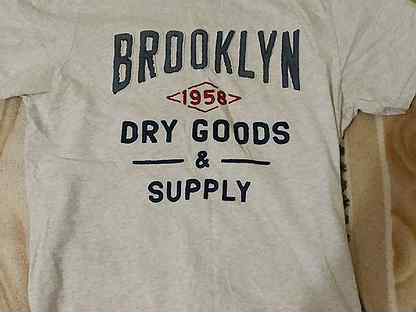 BROOKLYN
<1958>
DRY GOODS
&
SUPPLY